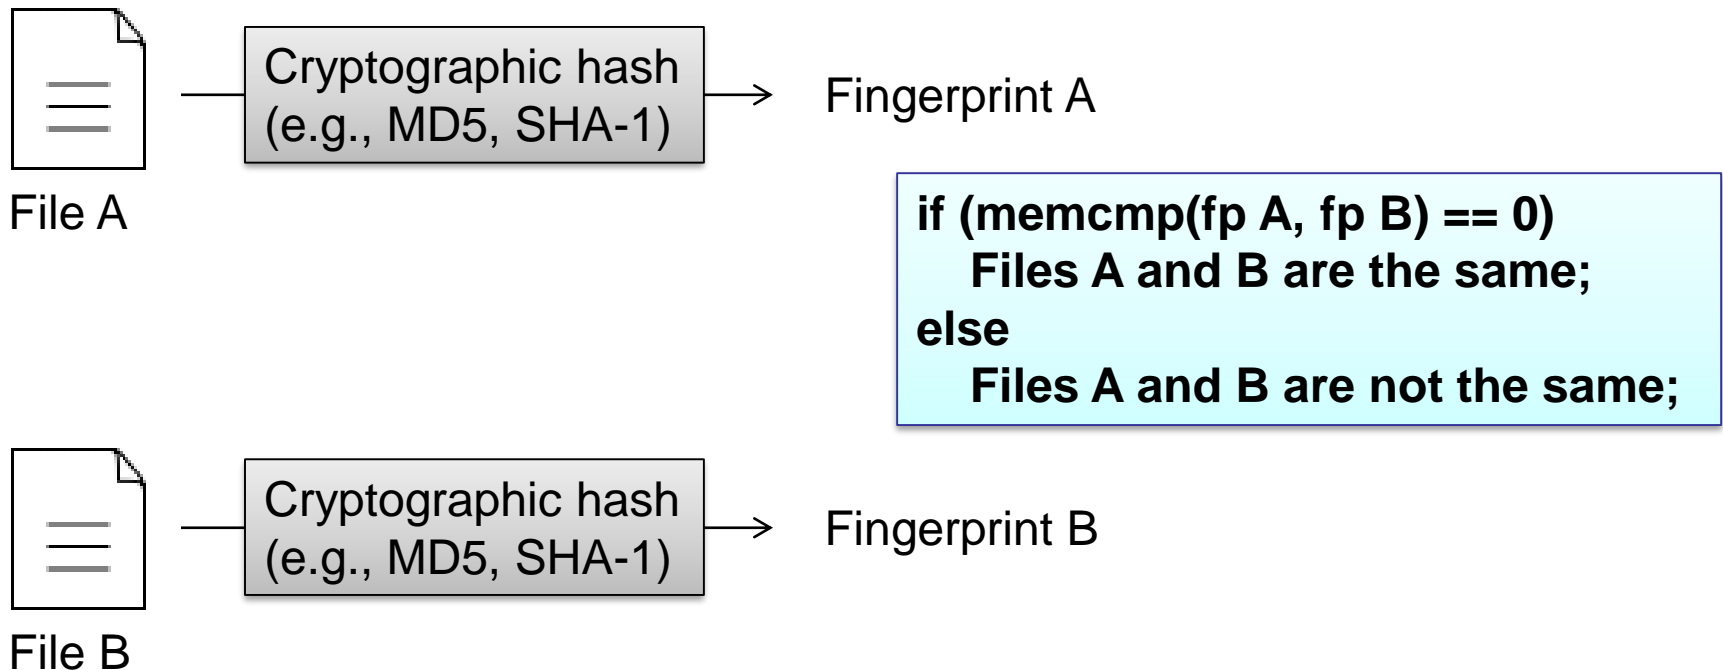 Cryptographic hash
(e.g., MD5, SHA-1)
Fingerprint A
File A
if (memcmp(fp A, fp B) == 0)
Files A and B are the same;
else
Files A and B are not the same;
Cryptographic hash
(e.g., MD5, SHA-1)
Fingerprint B
File B